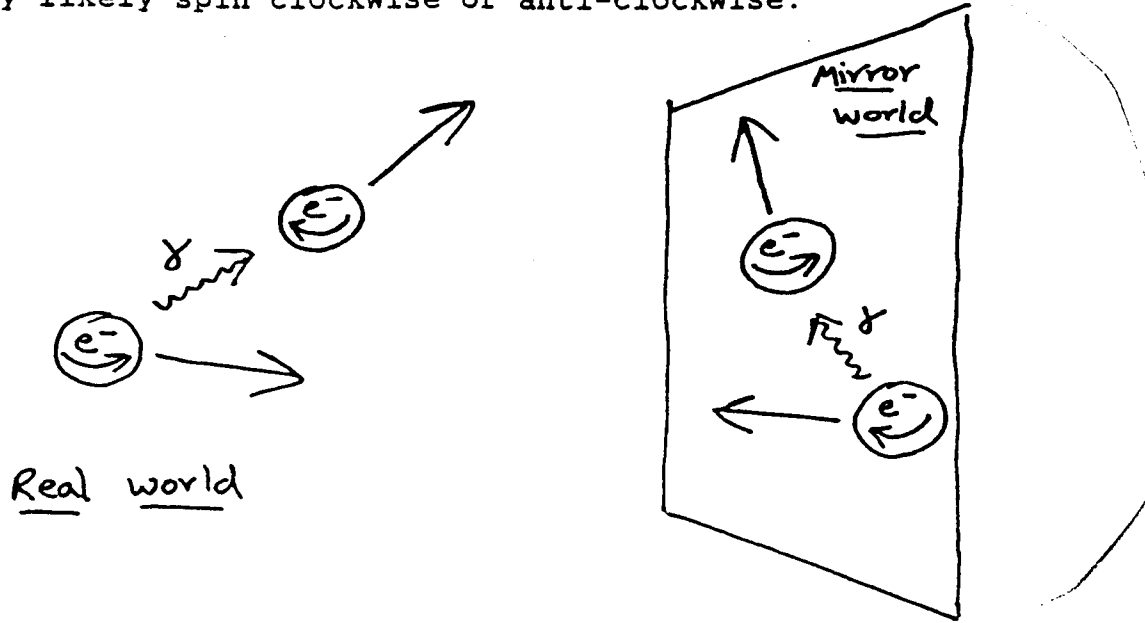 y likely spin clockwise or anti-clockwise.
Mirror
world
e⁻
γ
e⁻
γ
e⁻
e⁻
Real world